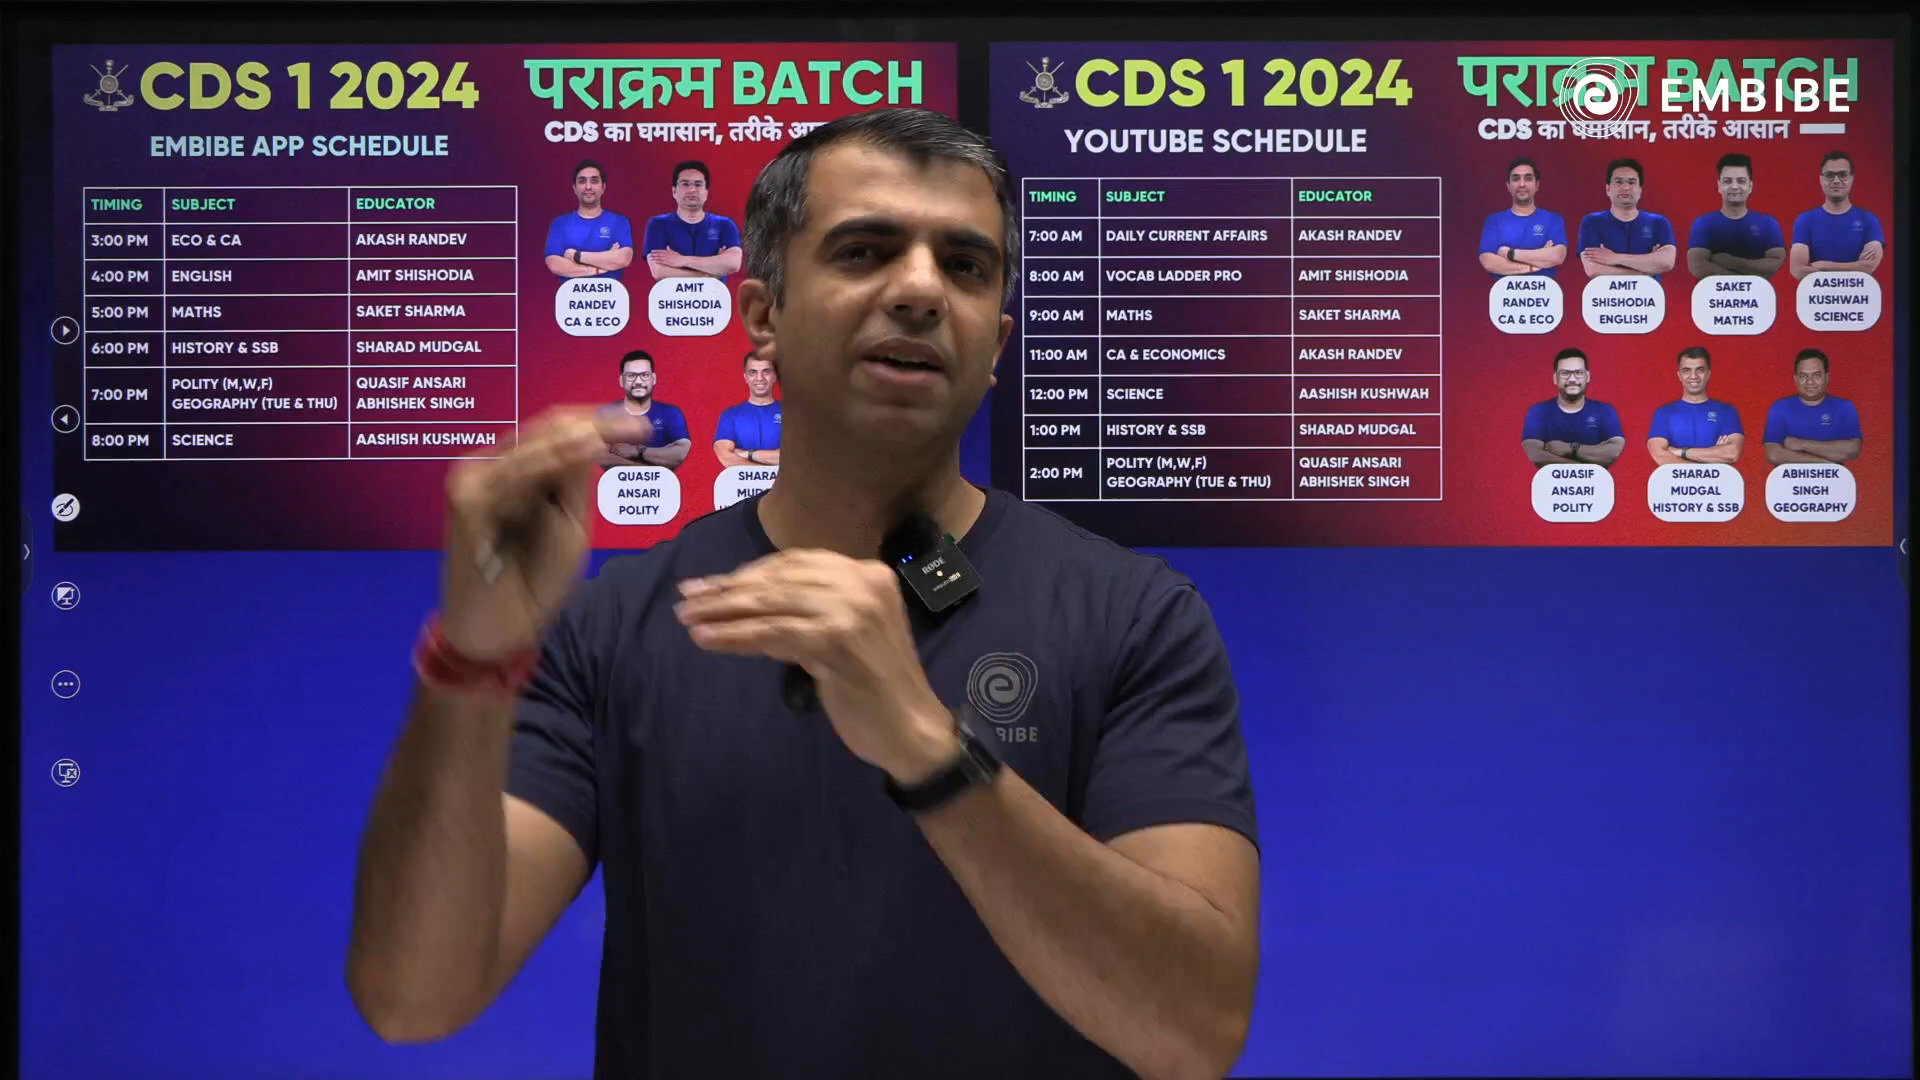 CDS 1 2024
EMBIBE APP SCHEDULE
पराक्रम BATCH
CDS का घमासान, तरीके
TIMING SUBJECT EDUCATOR
3:00 PM ECO & CA AKASH RANDEV
4:00 PM ENGLISH AMIT SHISHODIA
5:00 PM MATHS SAKET SHARMA
6:00 PM HISTORY & SSB SHARAD MUDGAL
7:00 PM POLITY (M,W,F) QUASIF ANSARI
GEOGRAPHY (TUE & THU) ABHISHEK SINGH
8:00 PM SCIENCE AASHISH KUSHWAH
AKASH
RANDEV
CA & ECO
AMIT
SHISHODIA
ENGLISH
QUASIF
ANSARI
POLITY
CDS 1 2024
YOUTUBE SCHEDULE
पराक्रम BATCH
CDS का घमासान, तरीके आसान
EMBIBE
TIMING SUBJECT EDUCATOR
7:00 AM DAILY CURRENT AFFAIRS AKASH RANDEV
8:00 AM VOCAB LADDER PRO AMIT SHISHODIA
9:00 AM MATHS SAKET SHARMA
11:00 AM CA & ECONOMICS AKASH RANDEV
12:00 PM SCIENCE AASHISH KUSHWAH
1:00 PM HISTORY & SSB SHARAD MUDGAL
2:00 PM POLITY (M,W,F) QUASIF ANSARI
GEOGRAPHY (TUE & THU) ABHISHEK SINGH
AKASH
RANDEV
CA & ECO
AMIT
SHISHODIA
ENGLISH
SAKET
SHARMA
MATHS
AASHISH
KUSHWAH
SCIENCE
QUASIF
ANSARI
POLITY
SHARAD
MUDGAL
HISTORY & SSB
ABHISHEK
SINGH
GEOGRAPHY
RØDE